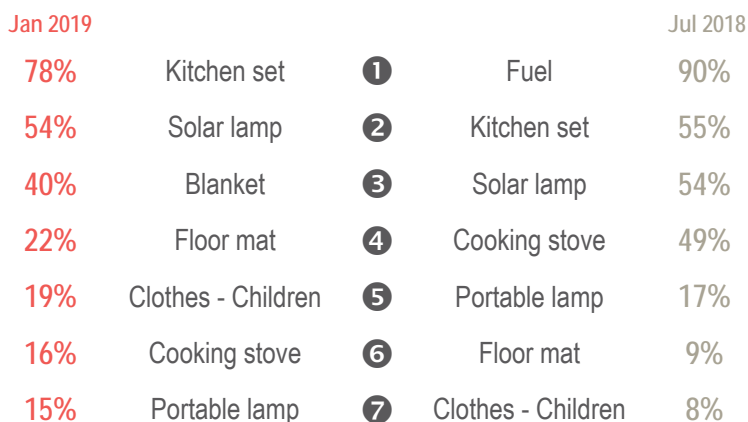 Jan 2019 Jul 2018
78% Kitchen set ❶ Fuel 90%
54% Solar lamp ❷ Kitchen set 55%
40% Blanket ❸ Solar lamp 54%
22% Floor mat ❹ Cooking stove 49%
19% Clothes - Children ❺ Portable lamp 17%
16% Cooking stove ❻ Floor mat 9%
15% Portable lamp ❼ Clothes - Children 8%